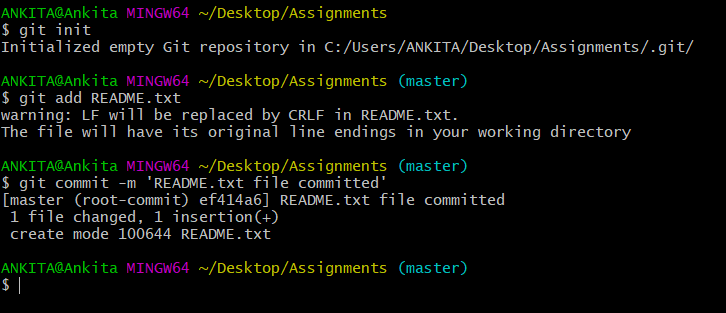 ANKITA@Ankita MINGW64 ~/Desktop/Assignments
$ git init
Initialized empty Git repository in C:/Users/ANKITA/Desktop/Assignments/.git/
ANKITA@Ankita MINGW64 ~/Desktop/Assignments (master)
$ git add README.txt
warning: LF will be replaced by CRLF in README.txt.
The file will have its original line endings in your working directory
ANKITA@Ankita MINGW64 ~/Desktop/Assignments (master)
$ git commit -m 'README.txt file committed'
[master (root-commit) ef414a6] README.txt file committed
 1 file changed, 1 insertion(+)
 create mode 100644 README.txt
ANKITA@Ankita MINGW64 ~/Desktop/Assignments (master)
$